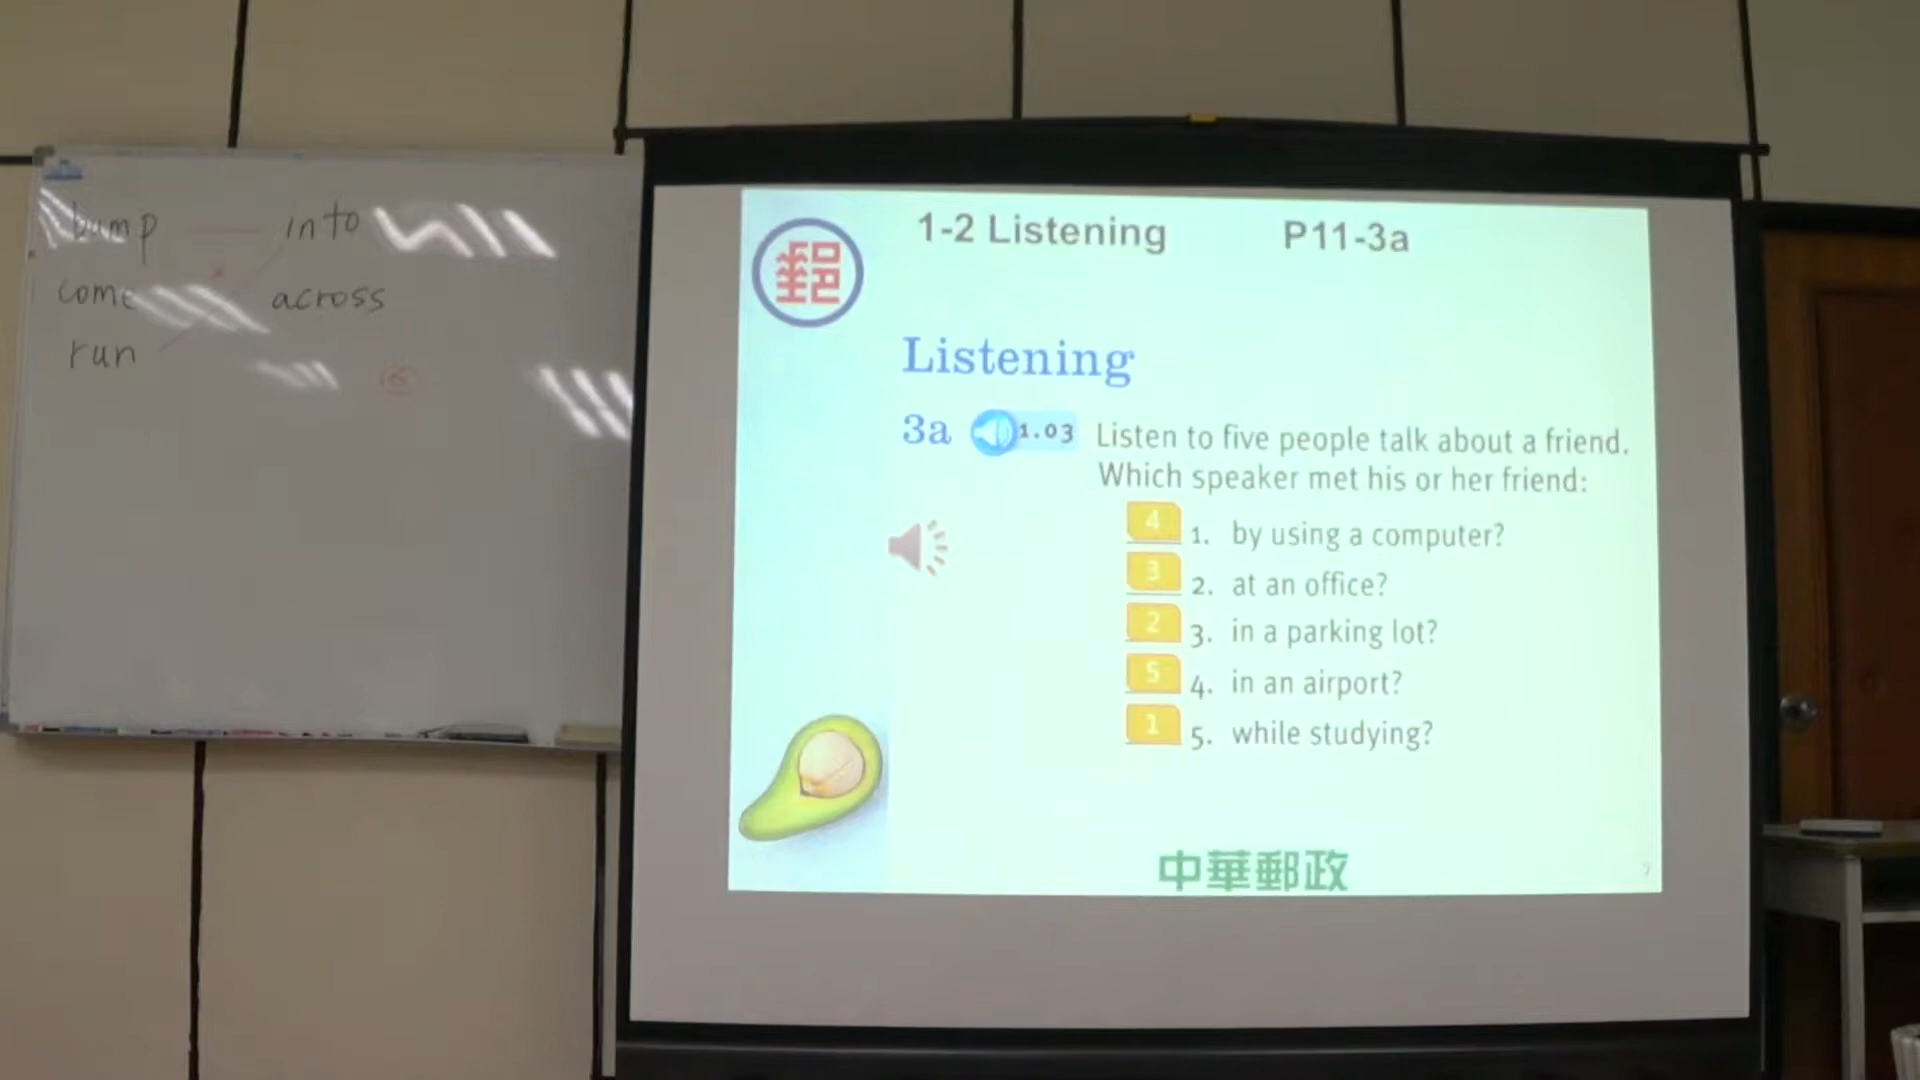 bump into
come across
run
郵
1-2 Listening P11-3a
Listening
3a 1.03 Listen to five people talk about a friend.
Which speaker met his or her friend:
4 1. by using a computer?
3 2. at an office?
2 3. in a parking lot?
5 4. in an airport?
1 5. while studying?
中華郵政
7